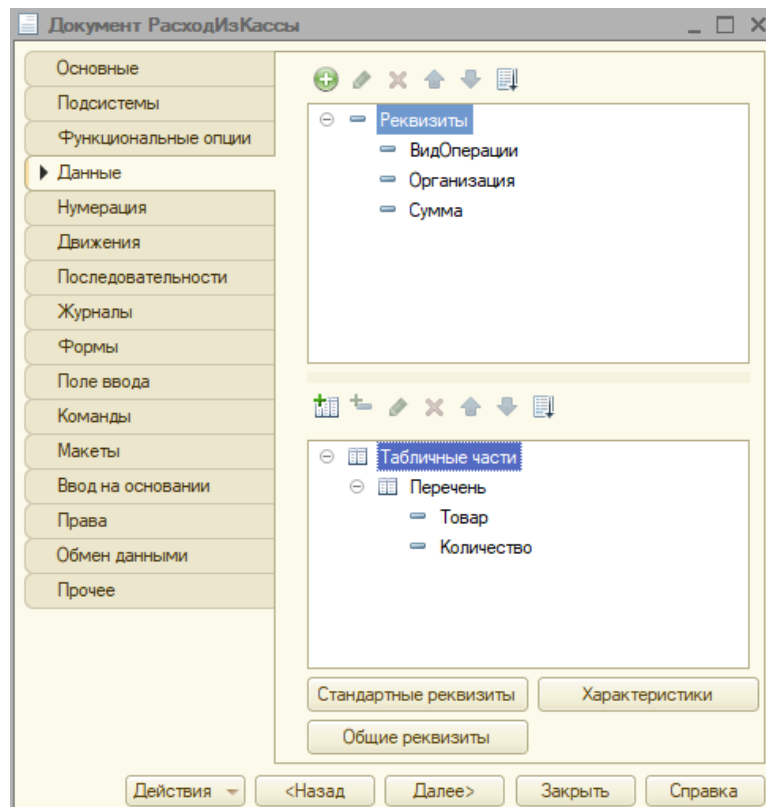 Документ РасходИзКассы
Основные
Подсистемы
Функциональные опции
Данные
Нумерация
Движения
Последовательности
Журналы
Формы
Поле ввода
Команды
Макеты
Ввод на основании
Права
Обмен данными
Прочее
Реквизиты
ВидОперации
Организация
Сумма
Табличные части
Перечень
Товар
Количество
Стандартные реквизиты
Характеристики
Общие реквизиты
Действия
<Назад
Далее>
Закрыть
Справка